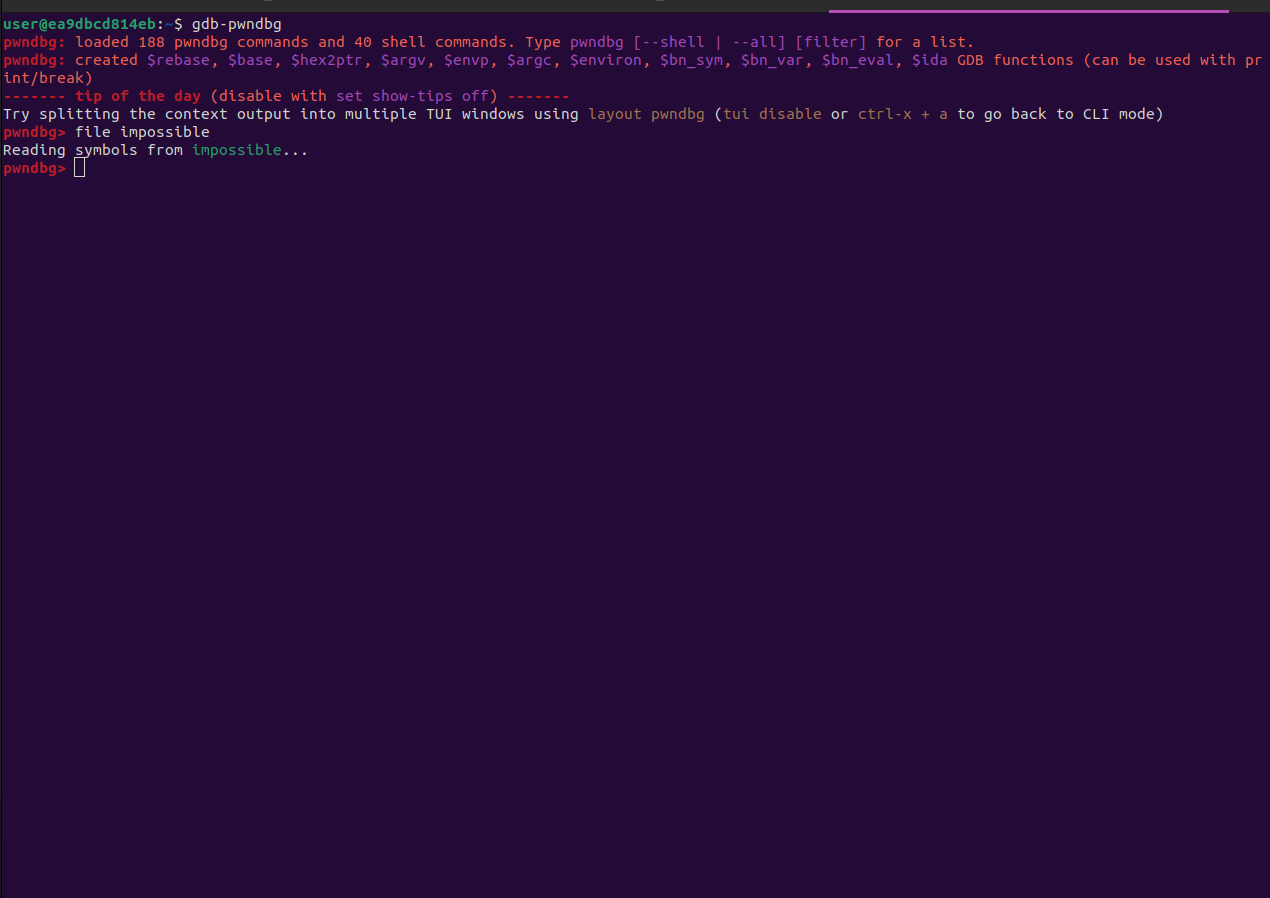 user@ea9dbcd814eb:~$ gdb-pwndbg
pwndbg: loaded 188 pwndbg commands and 40 shell commands. Type pwndbg [--shell | --all] [filter] for a list.
pwndbg: created $rebase, $base, $hex2ptr, $argv, $envp, $argc, $environ, $bn_sym, $bn_var, $bn_eval, $ida GDB functions (can be used with pr
int/break)
------- tip of the day (disable with set show-tips off) -------
Try splitting the context output into multiple TUI windows using layout pwndbg (tui disable or ctrl-x + a to go back to CLI mode)
pwndbg> file impossible
Reading symbols from impossible...
pwndbg>